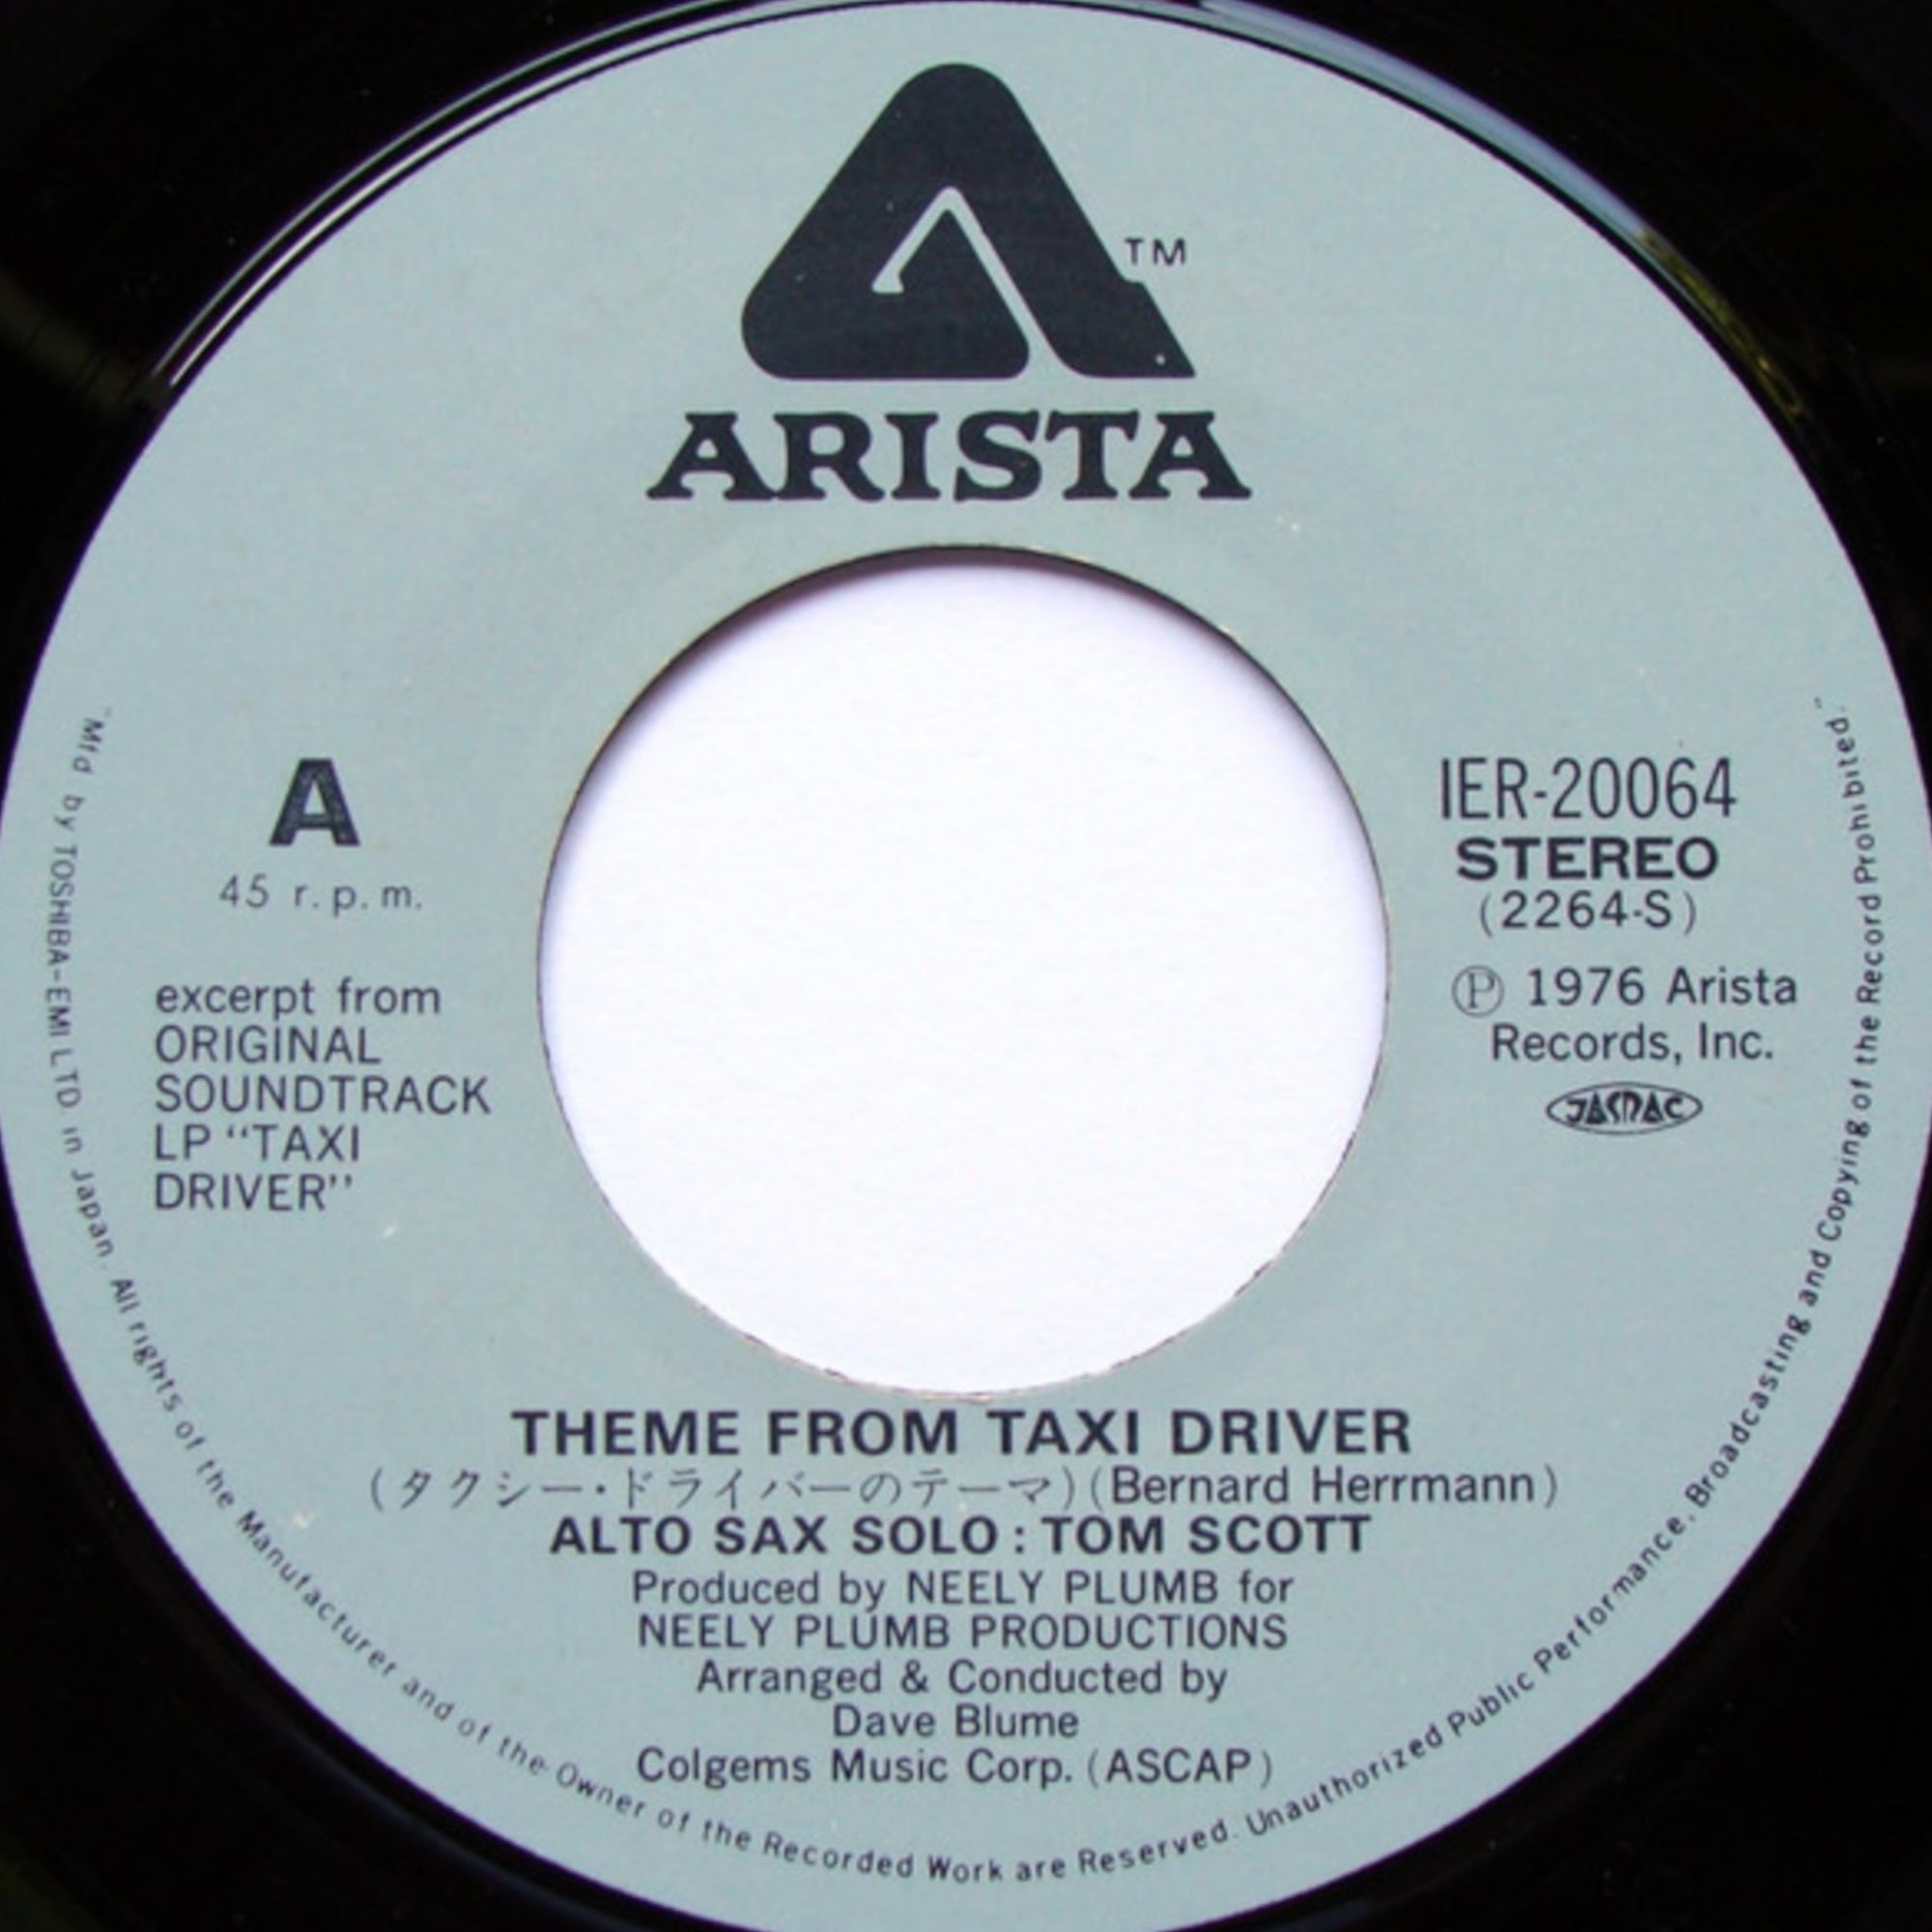 TM
ARISTA
A
45 r.p.m.
excerpt from
ORIGINAL
SOUNDTRACK
LP “TAXI
DRIVER”
IER-20064
STEREO
(2264-S)
Ⓟ 1976 Arista
Records, Inc.
JASRAC
THEME FROM TAXI DRIVER
(タクシー・ドライバーのテーマ)(Bernard Herrmann)
ALTO SAX SOLO : TOM SCOTT
Produced by NEELY PLUMB for
NEELY PLUMB PRODUCTIONS
Arranged & Conducted by
Dave Blume
Colgems Music Corp. (ASCAP)
"Mfd by TOSHIBA-EMI LTD. in Japan. All rights of the Manufacturer and of the Owner of the Recorded Work are Reserved. Unauthorized Public Performance, Broadcasting and Copying of the Record Prohibited."